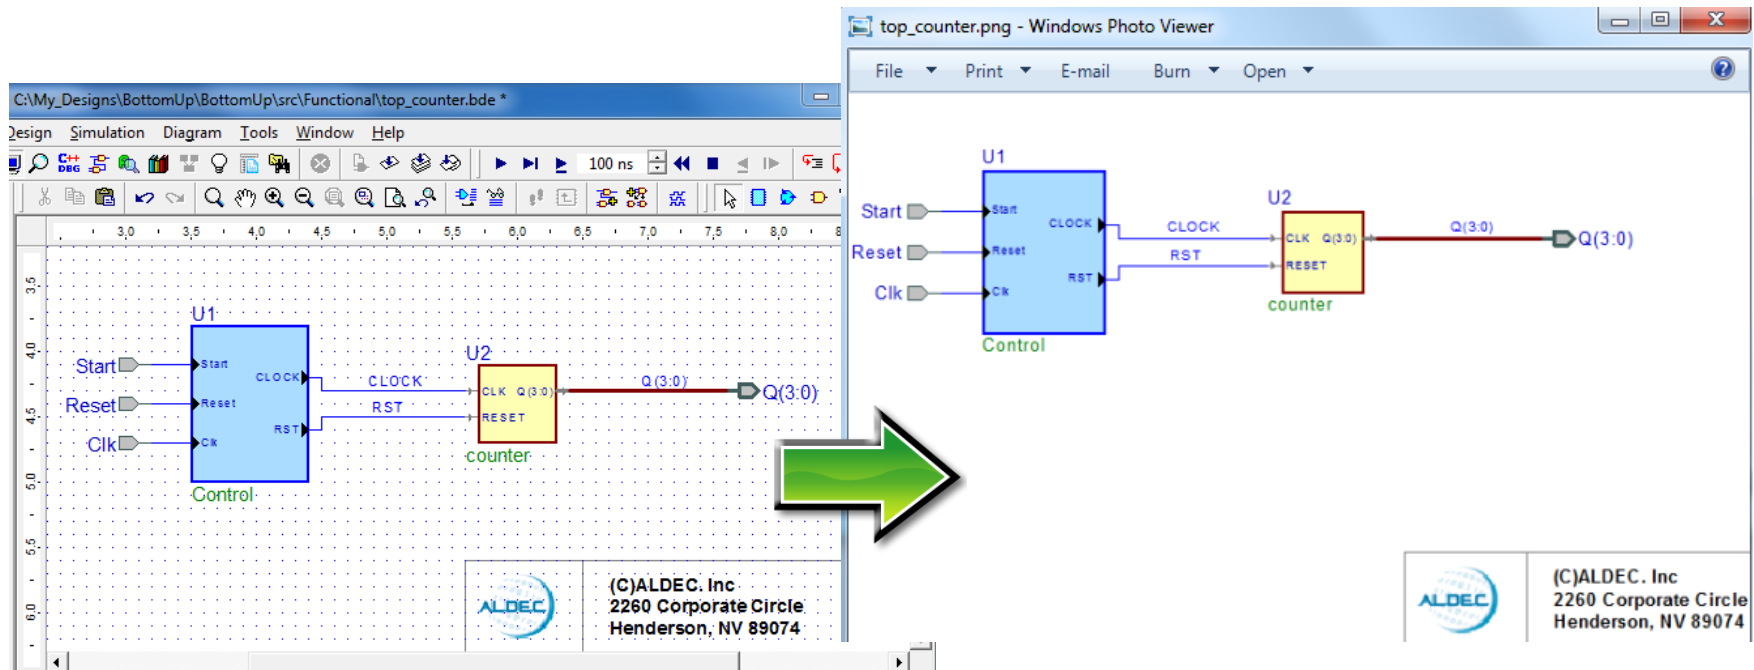 C:\My_Designs\BottomUp\BottomUp\src\Functional\top_counter.bde *
Design Simulation Diagram Tools Window Help
C++
DBG
100 ns
3,0 3,5 4,0 4,5 5,0 5,5 6,0 6,5 7,0 7,5 8,0 8
3,5
4,0
4,5
5,0
5,5
6,0
U1
Start
Reset
Clk
Start
Reset
Clk
CLOCK
RST
Control
CLOCK
RST
U2
CLK Q(3:0)
RESET
counter
Q(3:0)
Q(3:0)
ALDEC
(C)ALDEC. Inc
2260 Corporate Circle
Henderson, NV 89074
top_counter.png - Windows Photo Viewer
File Print E-mail Burn Open
U1
Start
Reset
Clk
Start
Reset
Clk
CLOCK
RST
Control
CLOCK
RST
U2
CLK Q(3:0)
RESET
counter
Q(3:0)
Q(3:0)
ALDEC
(C)ALDEC. Inc
2260 Corporate Circle
Henderson, NV 89074